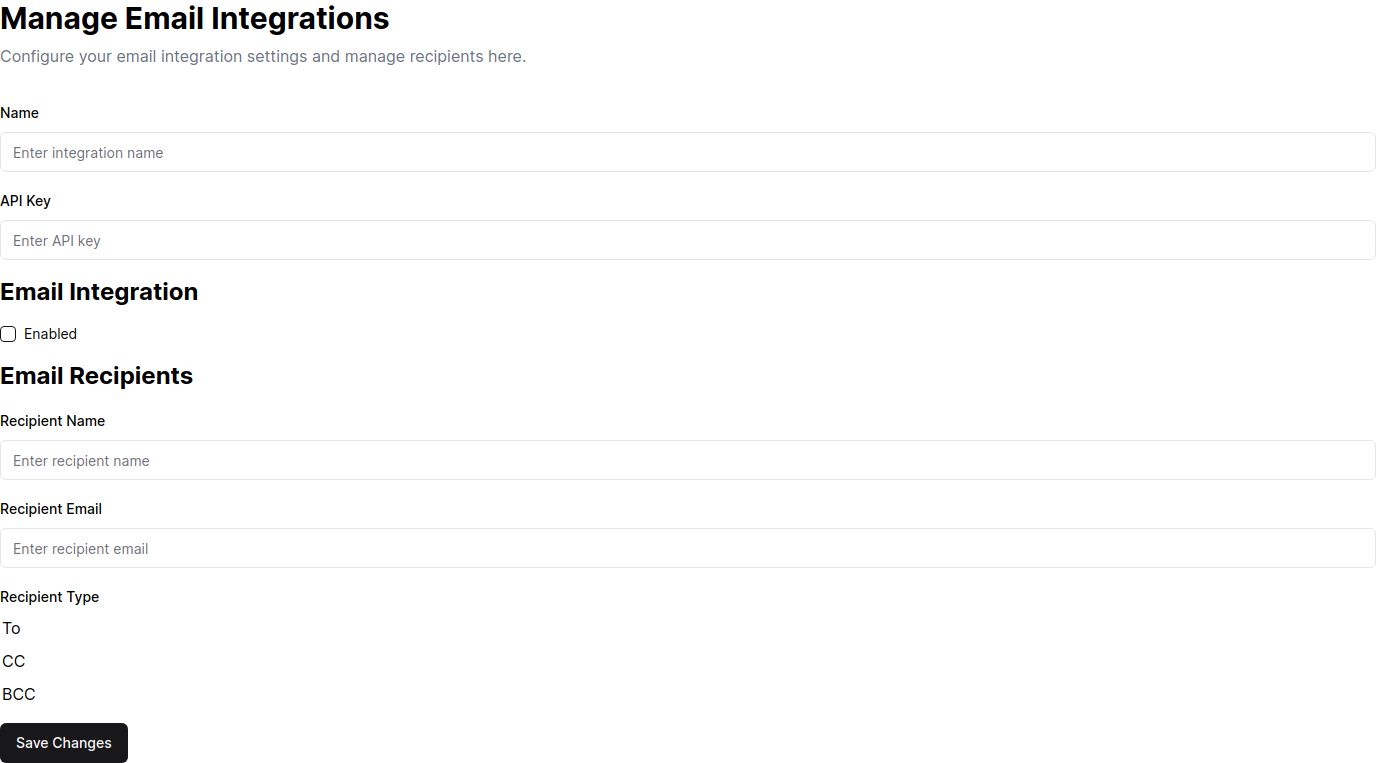 Manage Email Integrations
Configure your email integration settings and manage recipients here.
Name
Enter integration name
API Key
Enter API key
Email Integration
Enabled
Email Recipients
Recipient Name
Enter recipient name
Recipient Email
Enter recipient email
Recipient Type
To
CC
BCC
Save Changes